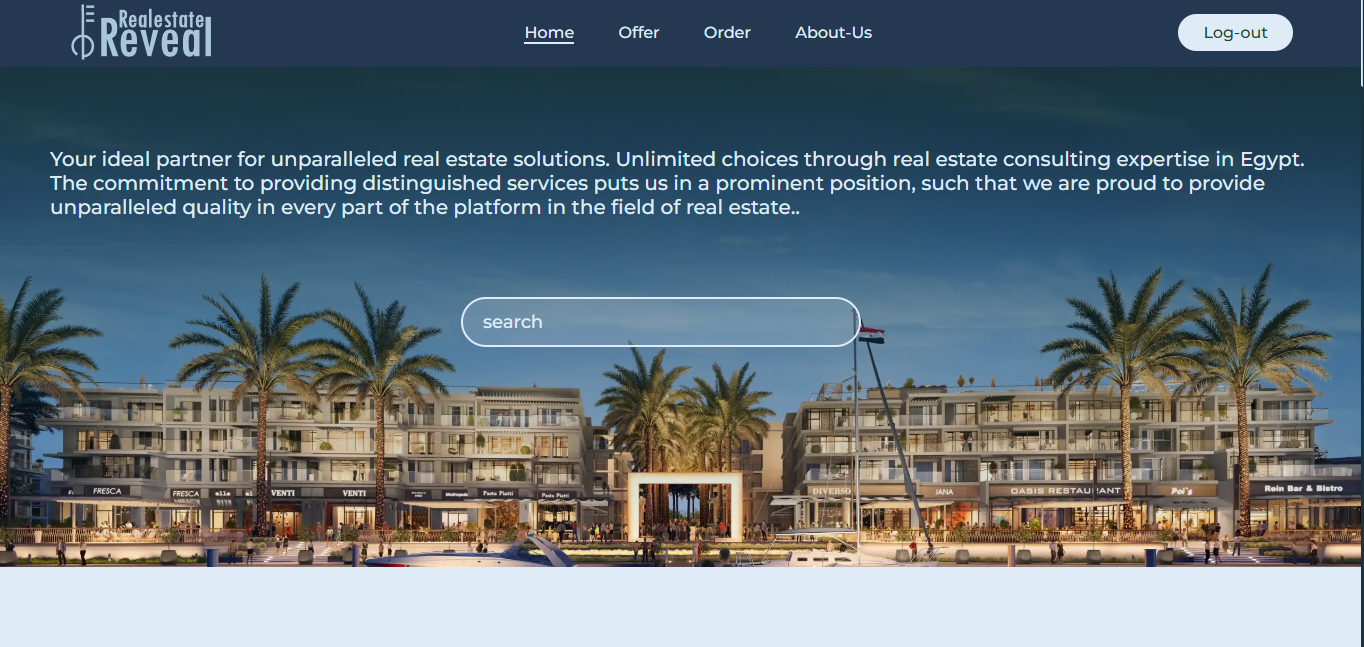 Realestate
Reveal
Home
Offer
Order
About-Us
Log-out
Your ideal partner for unparalleled real estate solutions. Unlimited choices through real estate consulting expertise in Egypt.
The commitment to providing distinguished services puts us in a prominent position, such that we are proud to provide
unparalleled quality in every part of the platform in the field of real estate..
search
FRESCA
FRESCA
VENTI
VENTI
Pasta Piatti
Pasta Piatti
DIVERSO
JANA
OASIS RESTAURANT
Pai's
Rein Bar & Bistro